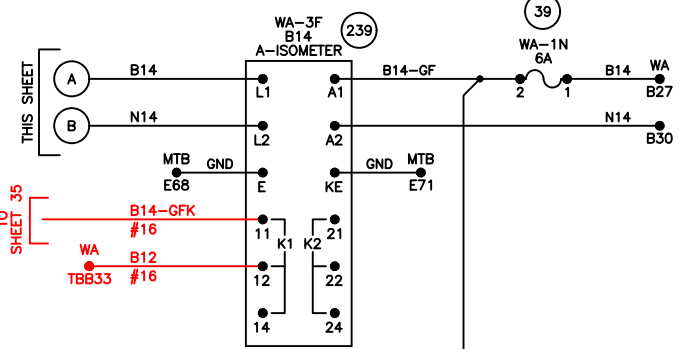 WA-3F
B14
A-ISOMETER
239
39
WA-1N
6A
THIS SHEET
A
B14
L1
A1
B14-GF
2
1
B14
WA
B27
B
N14
L2
A2
N14
B30
MTB
GND
E68
E
KE
GND
MTB
E71
TO
SHEET 35
B14-GFK
#16
11
21
K1
K2
WA
TBB33
B12
#16
12
22
14
24